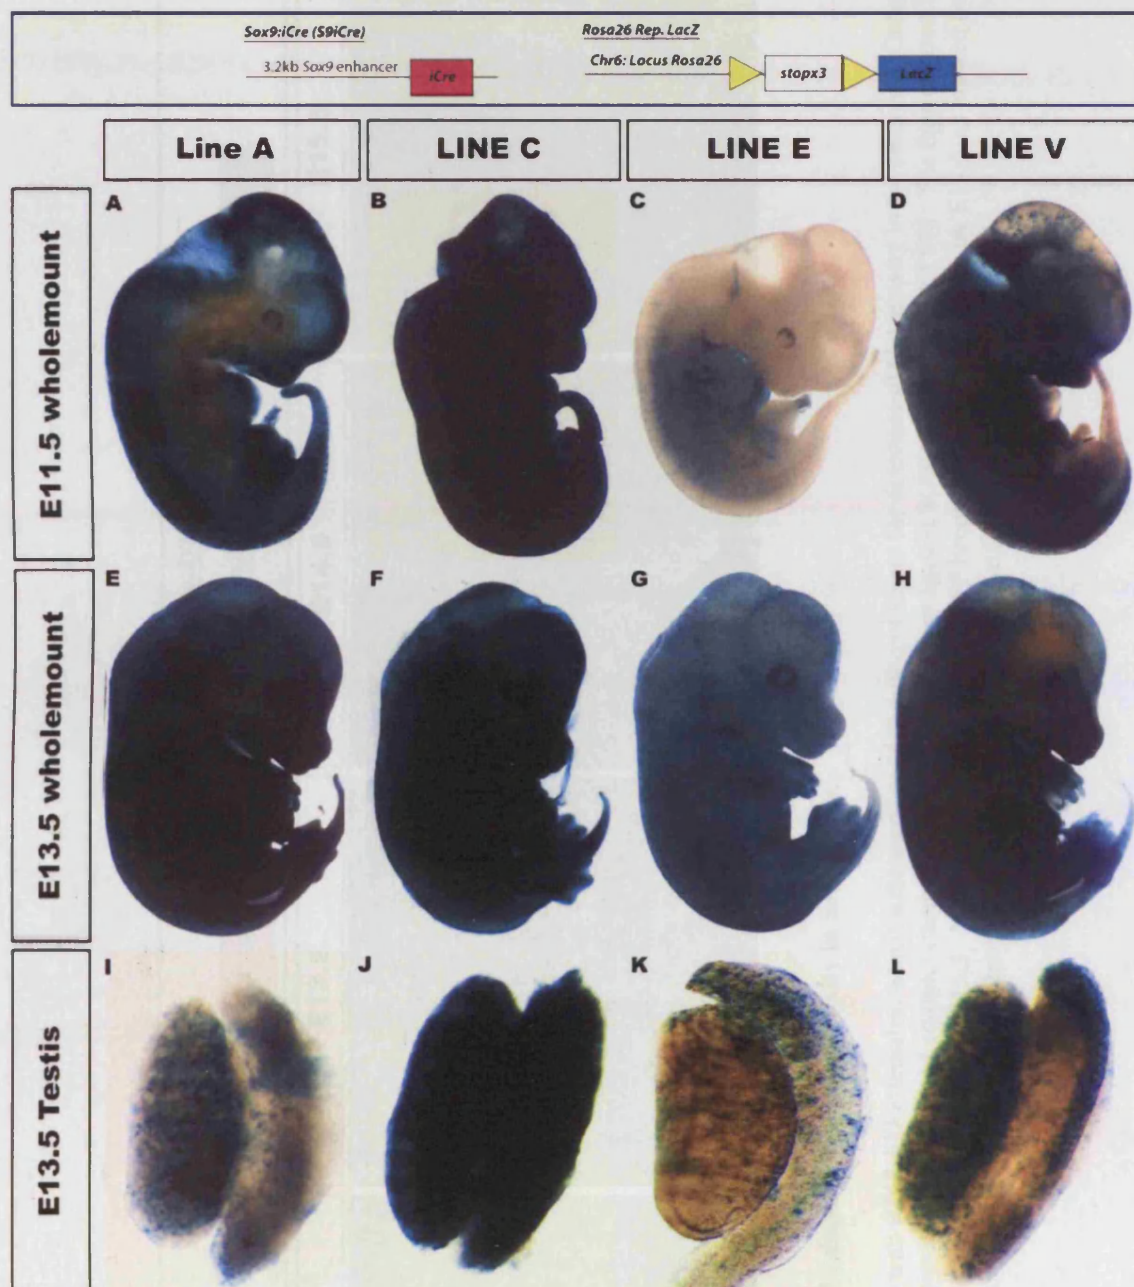 Sox9:iCre (S9iCre)
3.2kb Sox9 enhancer
iCre
Rosa26 Rep. LacZ
Chr6: Locus Rosa26
stopx3
LacZ
Line A
LINE C
LINE E
LINE V
E11.5 wholemount
A
B
C
D
E13.5 wholemount
E
F
G
H
E13.5 Testis
I
J
K
L